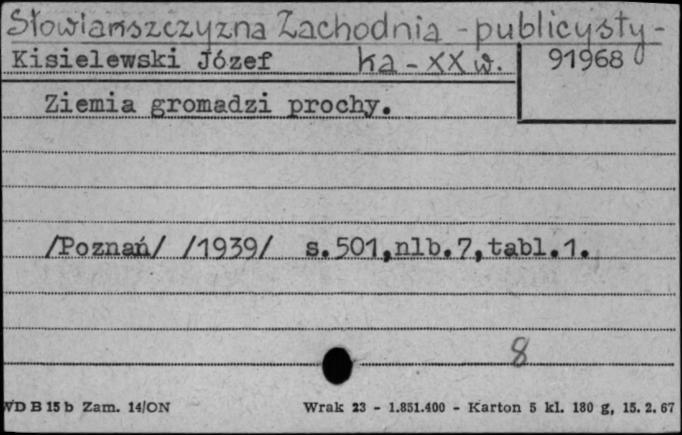 Słowiańszczyzna Zachodnia - publicysty-
Kisielewski Józef ka - XX w. 91968
Ziemia gromadzi prochy.
/Poznań/ /1939/ s.501,nlb.7,tabl.1.
8
WD B 15 b Zam. 14/ON Wrak 23 - 1.851.400 - Karton 5 kl. 180 g, 15. 2. 67